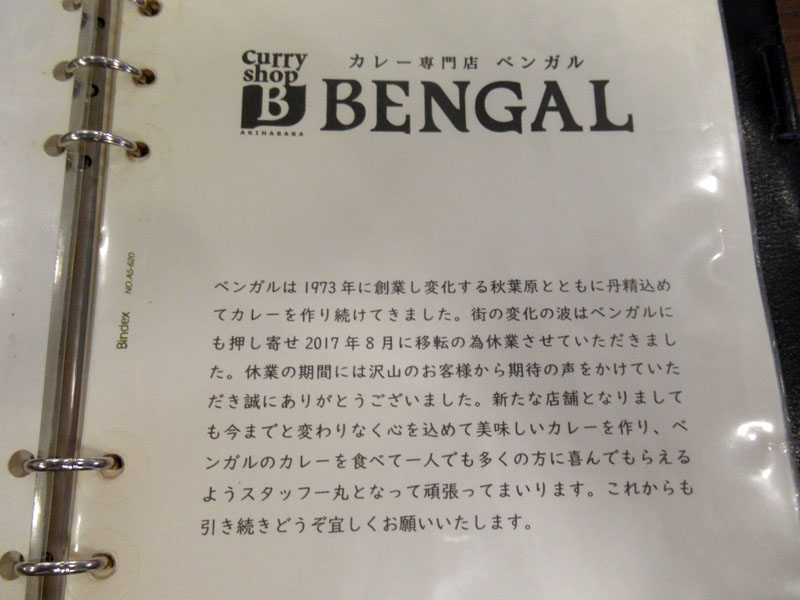 curry
shop
B
AKIHABARA
カレー専門店 ベンガル
BENGAL
ベンガルは1973年に創業し変化する秋葉原とともに丹精込め
てカレーを作り続けてきました。街の変化の波はベンガルに
も押し寄せ2017年8月に移転の為休業させていただきまし
た。休業の期間には沢山のお客様から期待の声をかけていた
だき誠にありがとうございました。新たな店舗となりまして
も今までと変わりなく心を込めて美味しいカレーを作り、ベ
ンガルのカレーを食べて一人でも多くの方に喜んでもらえる
ようスタッフ一丸となって頑張ってまいります。これからも
引き続きどうぞ宜しくお願いいたします。
Bindex NO.A5-620